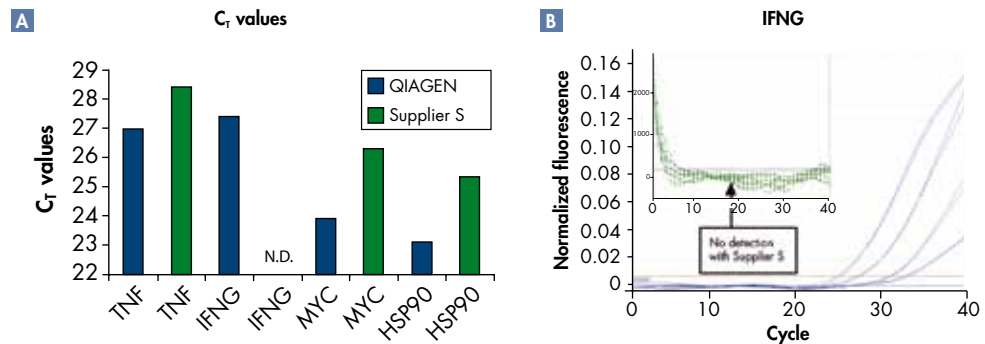 A
C_T values
29
28
27
26
25
24
23
22
C_T values
QIAGEN
Supplier S
N.D.
TNF
TNF
IFNG
IFNG
MYC
MYC
HSP90
HSP90
B
IFNG
0.16
0.14
0.12
0.10
0.08
0.06
0.04
0.02
0
Normalized fluorescence
2000
1000
0
0 10 20 30 40
No detection
with Supplier S
0 10 20 30 40
Cycle